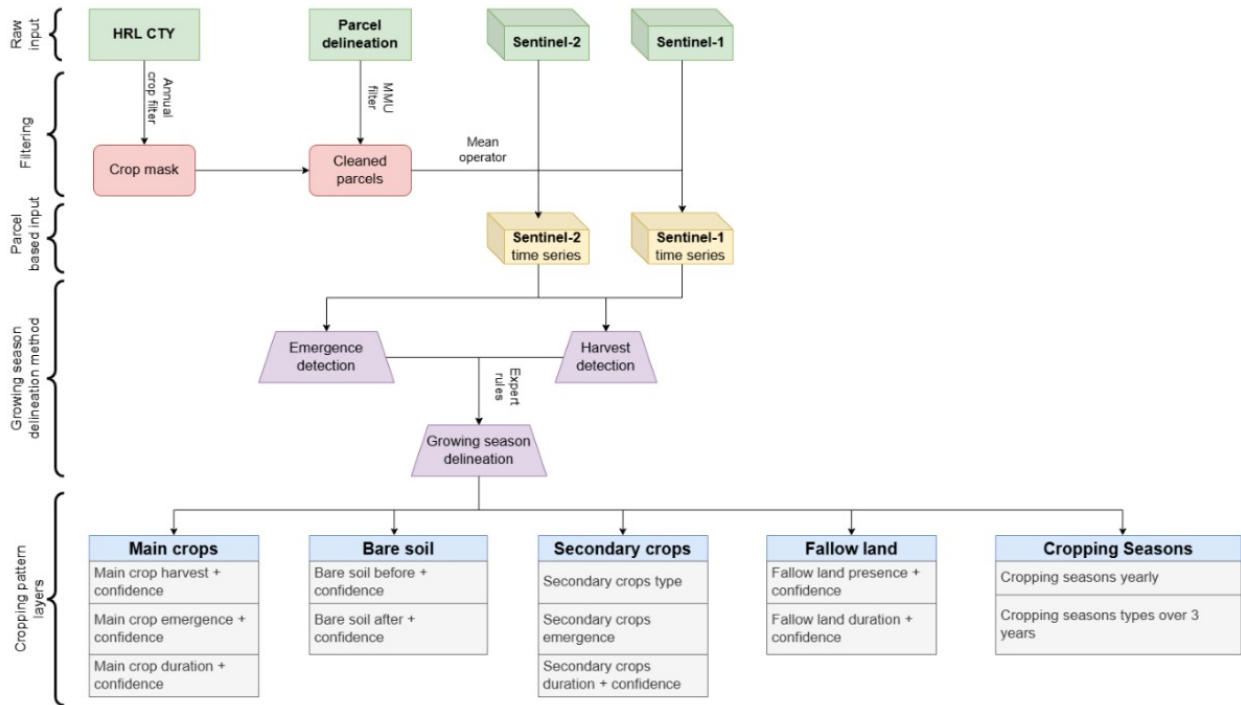 Raw
input
HRL CTY
Parcel
delineation
Sentinel-2
Sentinel-1
Filtering
Annual
crop filter
MMU
filter
Crop mask
Cleaned
parcels
Mean
operator
Parcel
based input
Sentinel-2
time series
Sentinel-1
time series
Growing season
delineation method
Emergence
detection
Harvest
detection
Expert
rules
Growing season
delineation
Cropping pattern
layers
Main crops
Main crop harvest +
confidence
Main crop emergence +
confidence
Main crop duration +
confidence
Bare soil
Bare soil before +
confidence
Bare soil after +
confidence
Secondary crops
Secondary crops type
Secondary crops
emergence
Secondary crops
duration + confidence
Fallow land
Fallow land presence +
confidence
Fallow land duration +
confidence
Cropping Seasons
Cropping seasons yearly
Cropping seasons types over 3
years